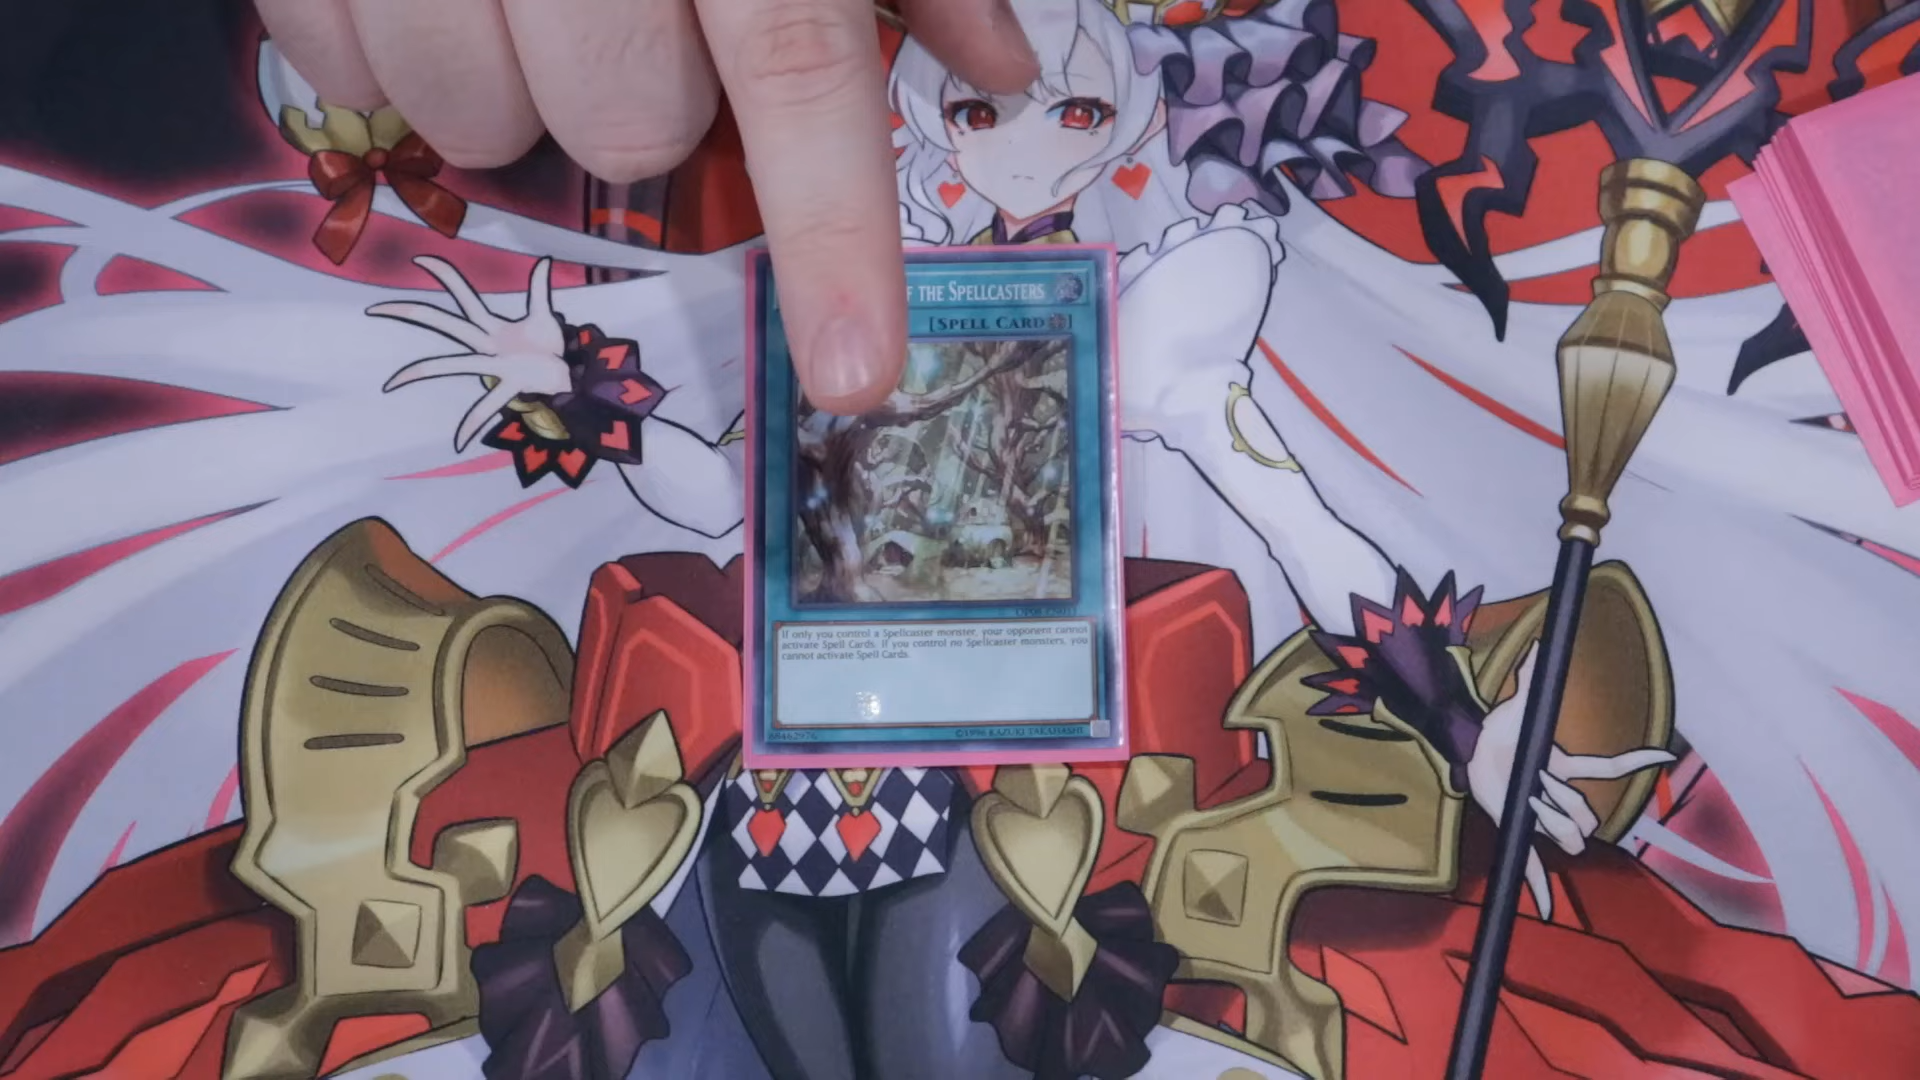 F THE SPELLCASTERS
[SPELL CARD]
If only you control a Spellcaster monster, your opponent cannot
activate Spell Cards. If you control no Spellcaster monsters, you
cannot activate Spell Cards.
68462976
©1996 KAZUKI TAKAHASHI